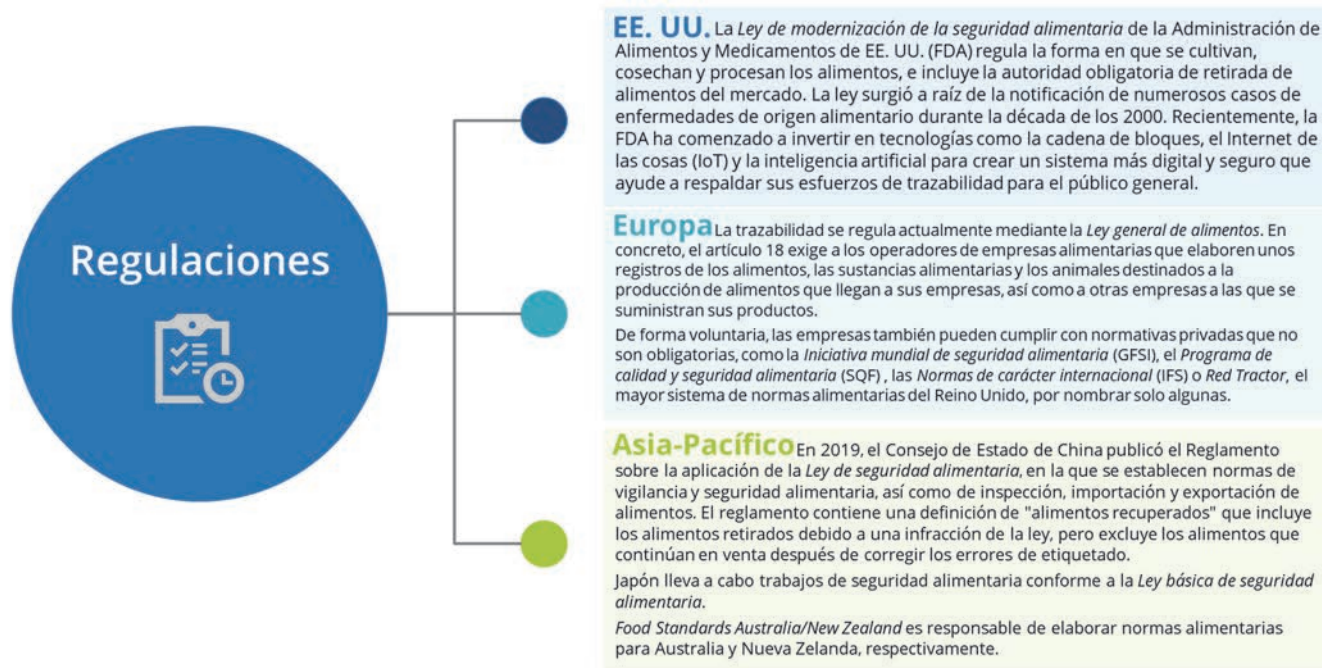 Regulaciones
EE. UU. La Ley de modernización de la seguridad alimentaria de la Administración de
Alimentos y Medicamentos de EE. UU. (FDA) regula la forma en que se cultivan,
cosechan y procesan los alimentos, e incluye la autoridad obligatoria de retirada de
alimentos del mercado. La ley surgió a raíz de la notificación de numerosos casos de
enfermedades de origen alimentario durante la década de los 2000. Recientemente, la
FDA ha comenzado a invertir en tecnologías como la cadena de bloques, el Internet de
las cosas (IoT) y la inteligencia artificial para crear un sistema más digital y seguro que
ayude a respaldar sus esfuerzos de trazabilidad para el público general.
Europa La trazabilidad se regula actualmente mediante la Ley general de alimentos. En
concreto, el artículo 18 exige a los operadores de empresas alimentarias que elaboren unos
registros de los alimentos, las sustancias alimentarias y los animales destinados a la
producción de alimentos que llegan a sus empresas, así como a otras empresas a las que se
suministran sus productos.
De forma voluntaria, las empresas también pueden cumplir con normativas privadas que no
son obligatorias, como la Iniciativa mundial de seguridad alimentaria (GFSI), el Programa de
calidad y seguridad alimentaria (SQF) , las Normas de carácter internacional (IFS) o Red Tractor, el
mayor sistema de normas alimentarias del Reino Unido, por nombrar solo algunas.
Asia-Pacífico En 2019, el Consejo de Estado de China publicó el Reglamento
sobre la aplicación de la Ley de seguridad alimentaria, en la que se establecen normas de
vigilancia y seguridad alimentaria, así como de inspección, importación y exportación de
alimentos. El reglamento contiene una definición de "alimentos recuperados" que incluye
los alimentos retirados debido a una infracción de la ley, pero excluye los alimentos que
continúan en venta después de corregir los errores de etiquetado.
Japón lleva a cabo trabajos de seguridad alimentaria conforme a la Ley básica de seguridad
alimentaria.
Food Standards Australia/New Zealand es responsable de elaborar normas alimentarias
para Australia y Nueva Zelanda, respectivamente.